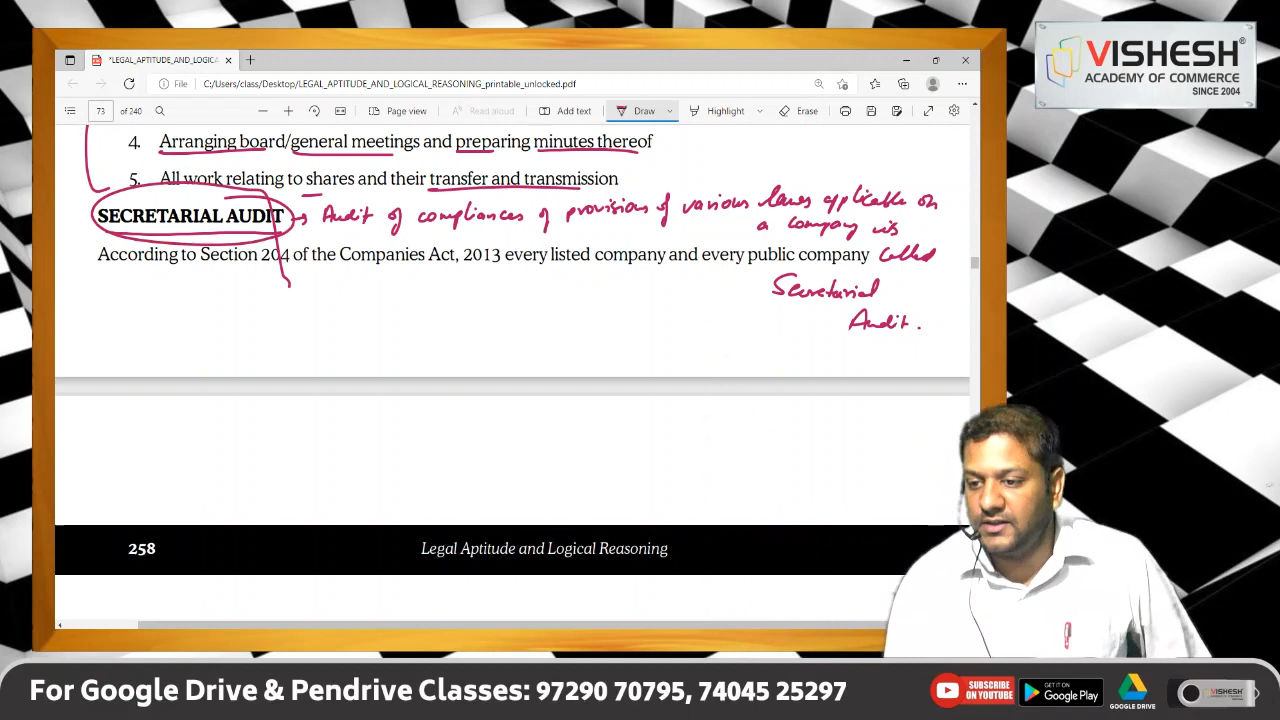 VISHESH®
ACADEMY OF COMMERCE
SINCE 2004
*LEGAL_APTITUDE_AND_LOGICA
File C:/Users/class/Desktop/LEGAL_APTITUDE_AND_LOGICAL_REASONING_printable_unlocked.pdf
73 of 240 Page view Read aloud Add text Draw Highlight Erase
4. Arranging board/general meetings and preparing minutes thereof
5. All work relating to shares and their transfer and transmission
SECRETARIAL AUDIT → Audit of compliances of provisions of various laws applicable on
a company is
According to Section 204 of the Companies Act, 2013 every listed company and every public company called
Secretarial
Audit.
258 Legal Aptitude and Logical Reasoning
For Google Drive & Pendrive Classes: 97290 70795, 74045 25297
SUBSCRIBE
ON YOUTUBE
GET IT ON
Google Play
GOOGLE DRIVE
VISHESH